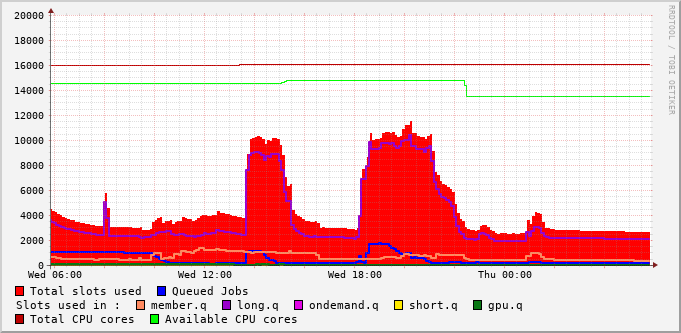 20000
18000
16000
14000
12000
10000
8000
6000
4000
2000
0
Wed 06:00 Wed 12:00 Wed 18:00 Thu 00:00
Total slots used Queued Jobs
Slots used in : member.q long.q ondemand.q short.q gpu.q
Total CPU cores Available CPU cores
RRDTOOL / TOBI OETIKER